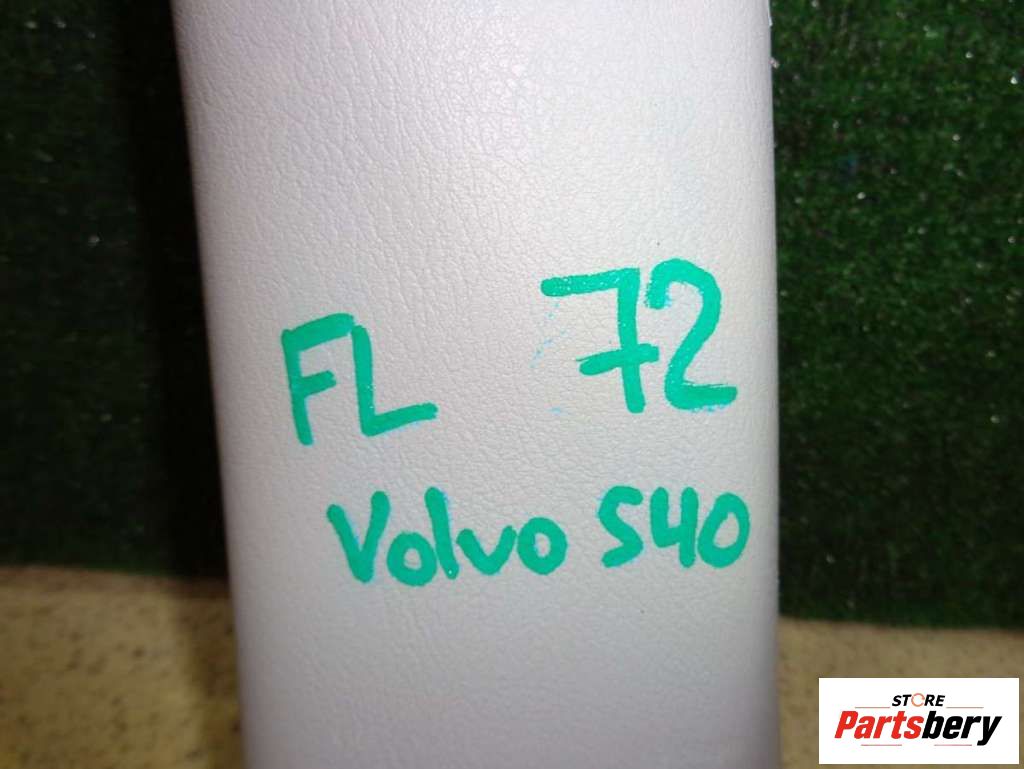 FL 72
Volvo S40
STORE
Partsbery